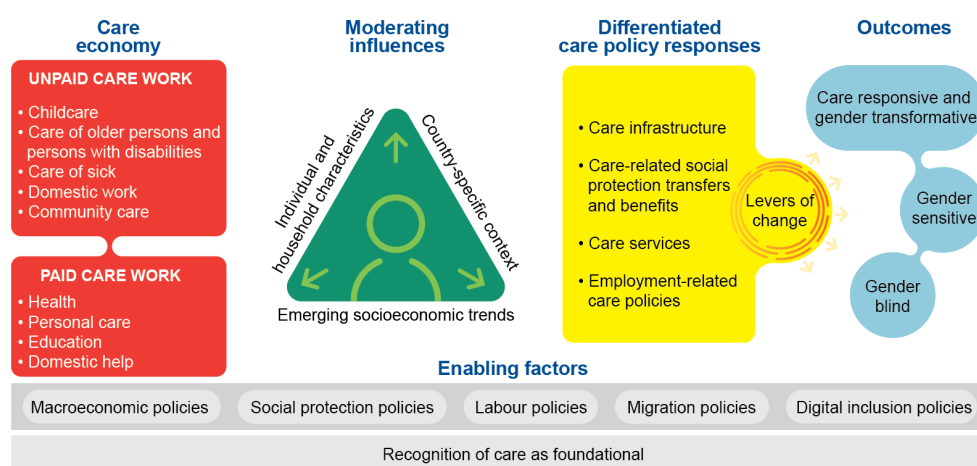 Care
economy
UNPAID CARE WORK
• Childcare
• Care of older persons and
persons with disabilities
• Care of sick
• Domestic work
• Community care
PAID CARE WORK
• Health
• Personal care
• Education
• Domestic help
Moderating
influences
Individual and
household characteristics
Country-specific context
Emerging socioeconomic trends
Differentiated
care policy responses
• Care infrastructure
• Care-related social
protection transfers
and benefits
• Care services
• Employment-related
care policies
Levers of
change
Outcomes
Care responsive and
gender transformative
Gender
sensitive
Gender
blind
Enabling factors
Macroeconomic policies
Social protection policies
Labour policies
Migration policies
Digital inclusion policies
Recognition of care as foundational